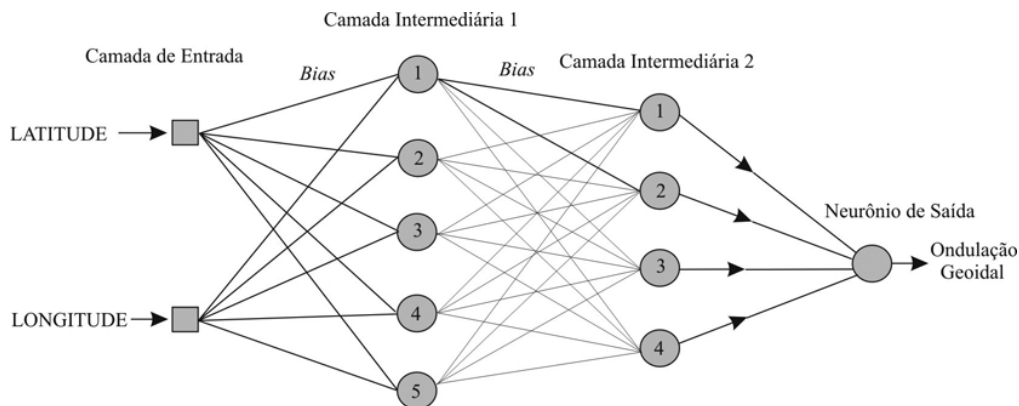 Camada Intermediária 1
Camada de Entrada
Bias
Bias
Camada Intermediária 2
LATITUDE
LONGITUDE
1
2
3
4
5
1
2
3
4
Neurônio de Saída
Ondulação
Geoidal